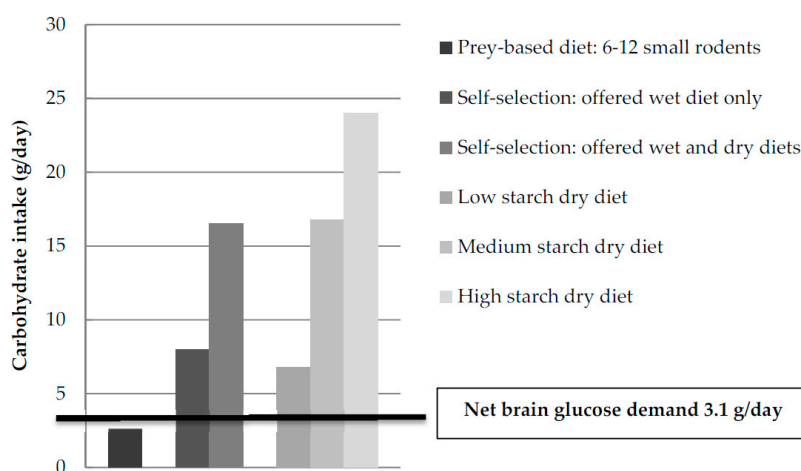 30
25
20
15
10
5
0
Carbohydrate intake (g/day)
Prey-based diet: 6-12 small rodents
Self-selection: offered wet diet only
Self-selection: offered wet and dry diets
Low starch dry diet
Medium starch dry diet
High starch dry diet
Net brain glucose demand 3.1 g/day